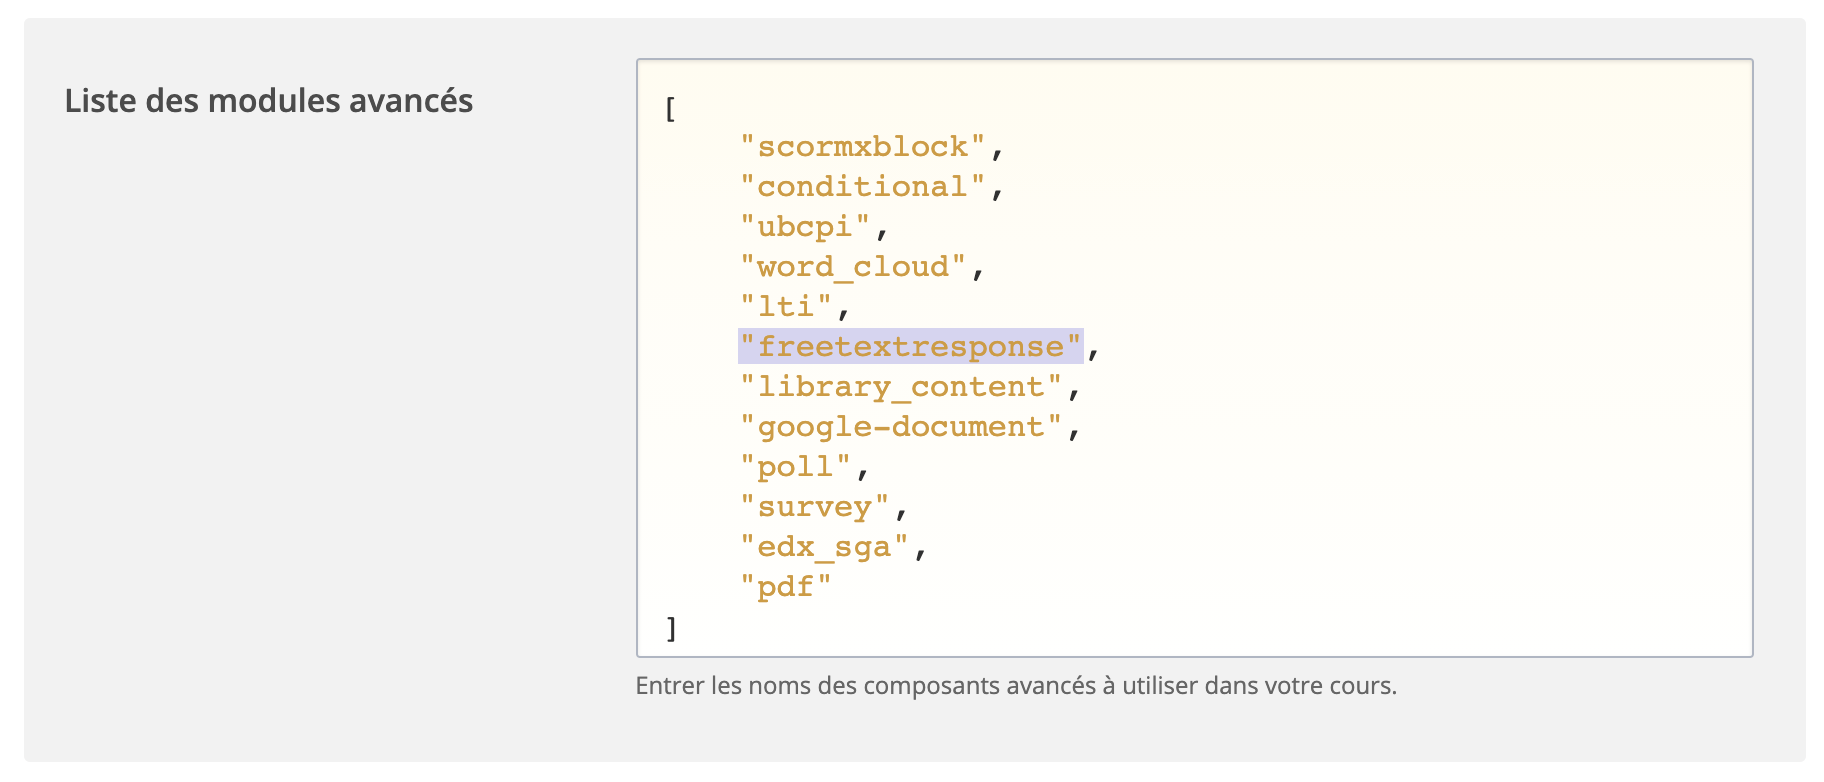 Liste des modules avancés
[
"scormxblock",
"conditional",
"ubcpi",
"word_cloud",
"lti",
"freetextresponse",
"library_content",
"google-document",
"poll",
"survey",
"edx_sga",
"pdf"
]
Entrer les noms des composants avancés à utiliser dans votre cours.